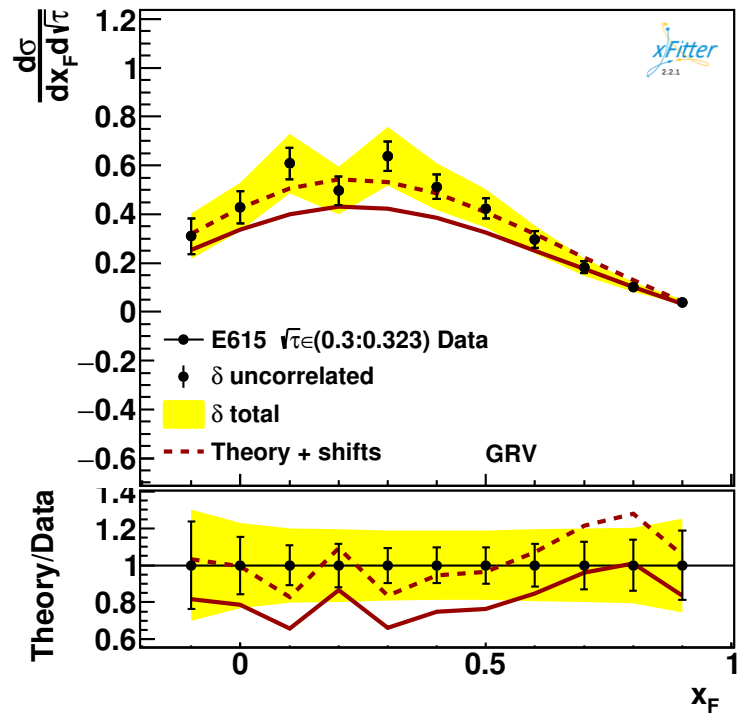 dσ
dx_F d√τ
1.2
1
0.8
0.6
0.4
0.2
0
−0.2
−0.4
−0.6
xFitter
2.2.1
E615 √τ∈(0.3:0.323) Data
δ uncorrelated
δ total
Theory + shifts
GRV
Theory/Data
1.4
1.2
1
0.8
0.6
0
0.5
1
x_F